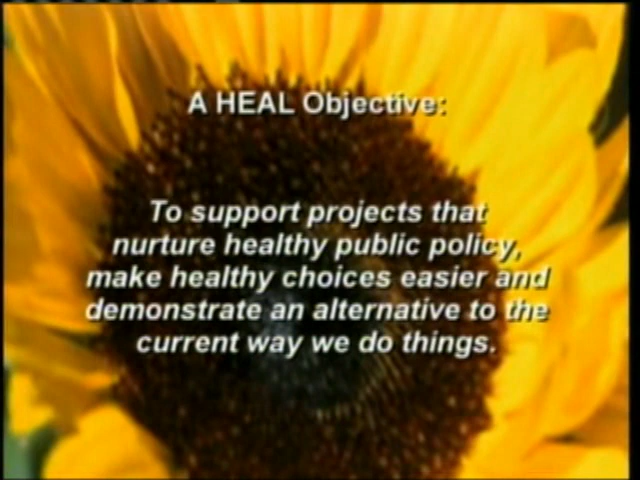 A HEAL Objective:
To support projects that
nurture healthy public policy,
make healthy choices easier and
demonstrate an alternative to the
current way we do things.